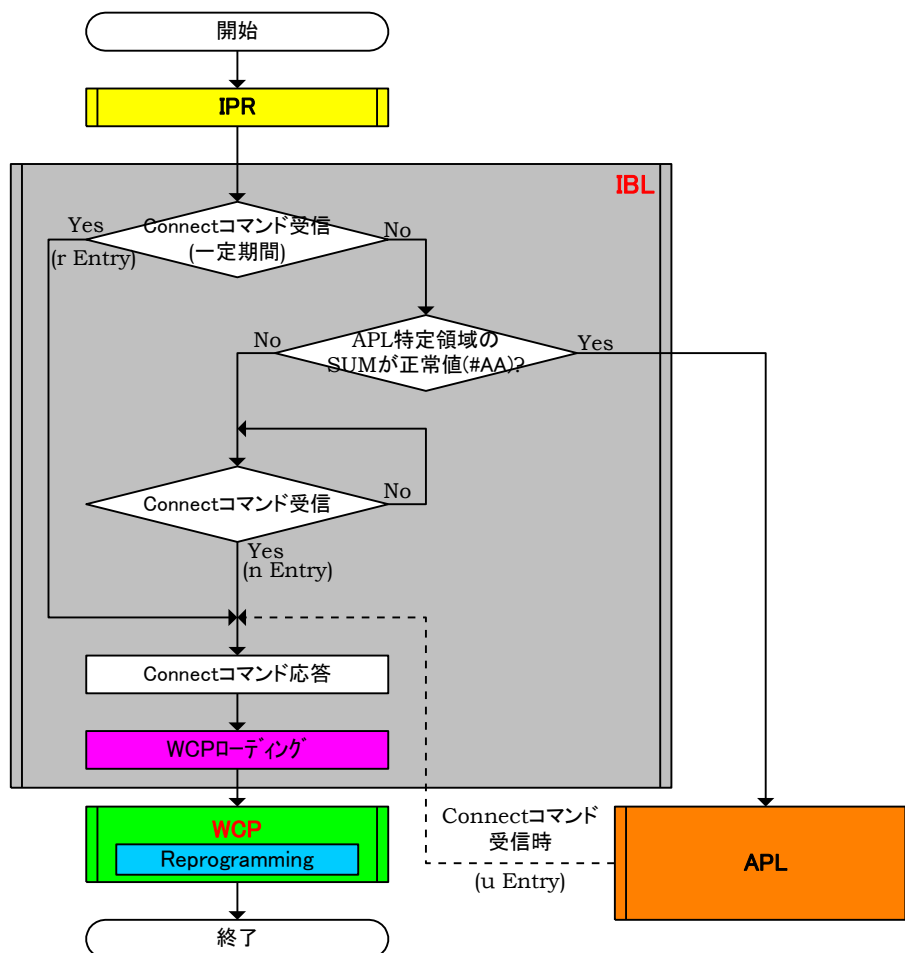 開始
IPR
IBL
Connectコマンド受信
(一定期間)
Yes
(r Entry)
No
APL特定領域の
SUMが正常値(#AA)?
No
Yes
Connectコマンド受信
No
Yes
(n Entry)
Connectコマンド応答
WCPローディング
WCP
Reprogramming
Connectコマンド
受信時
(u Entry)
APL
終了